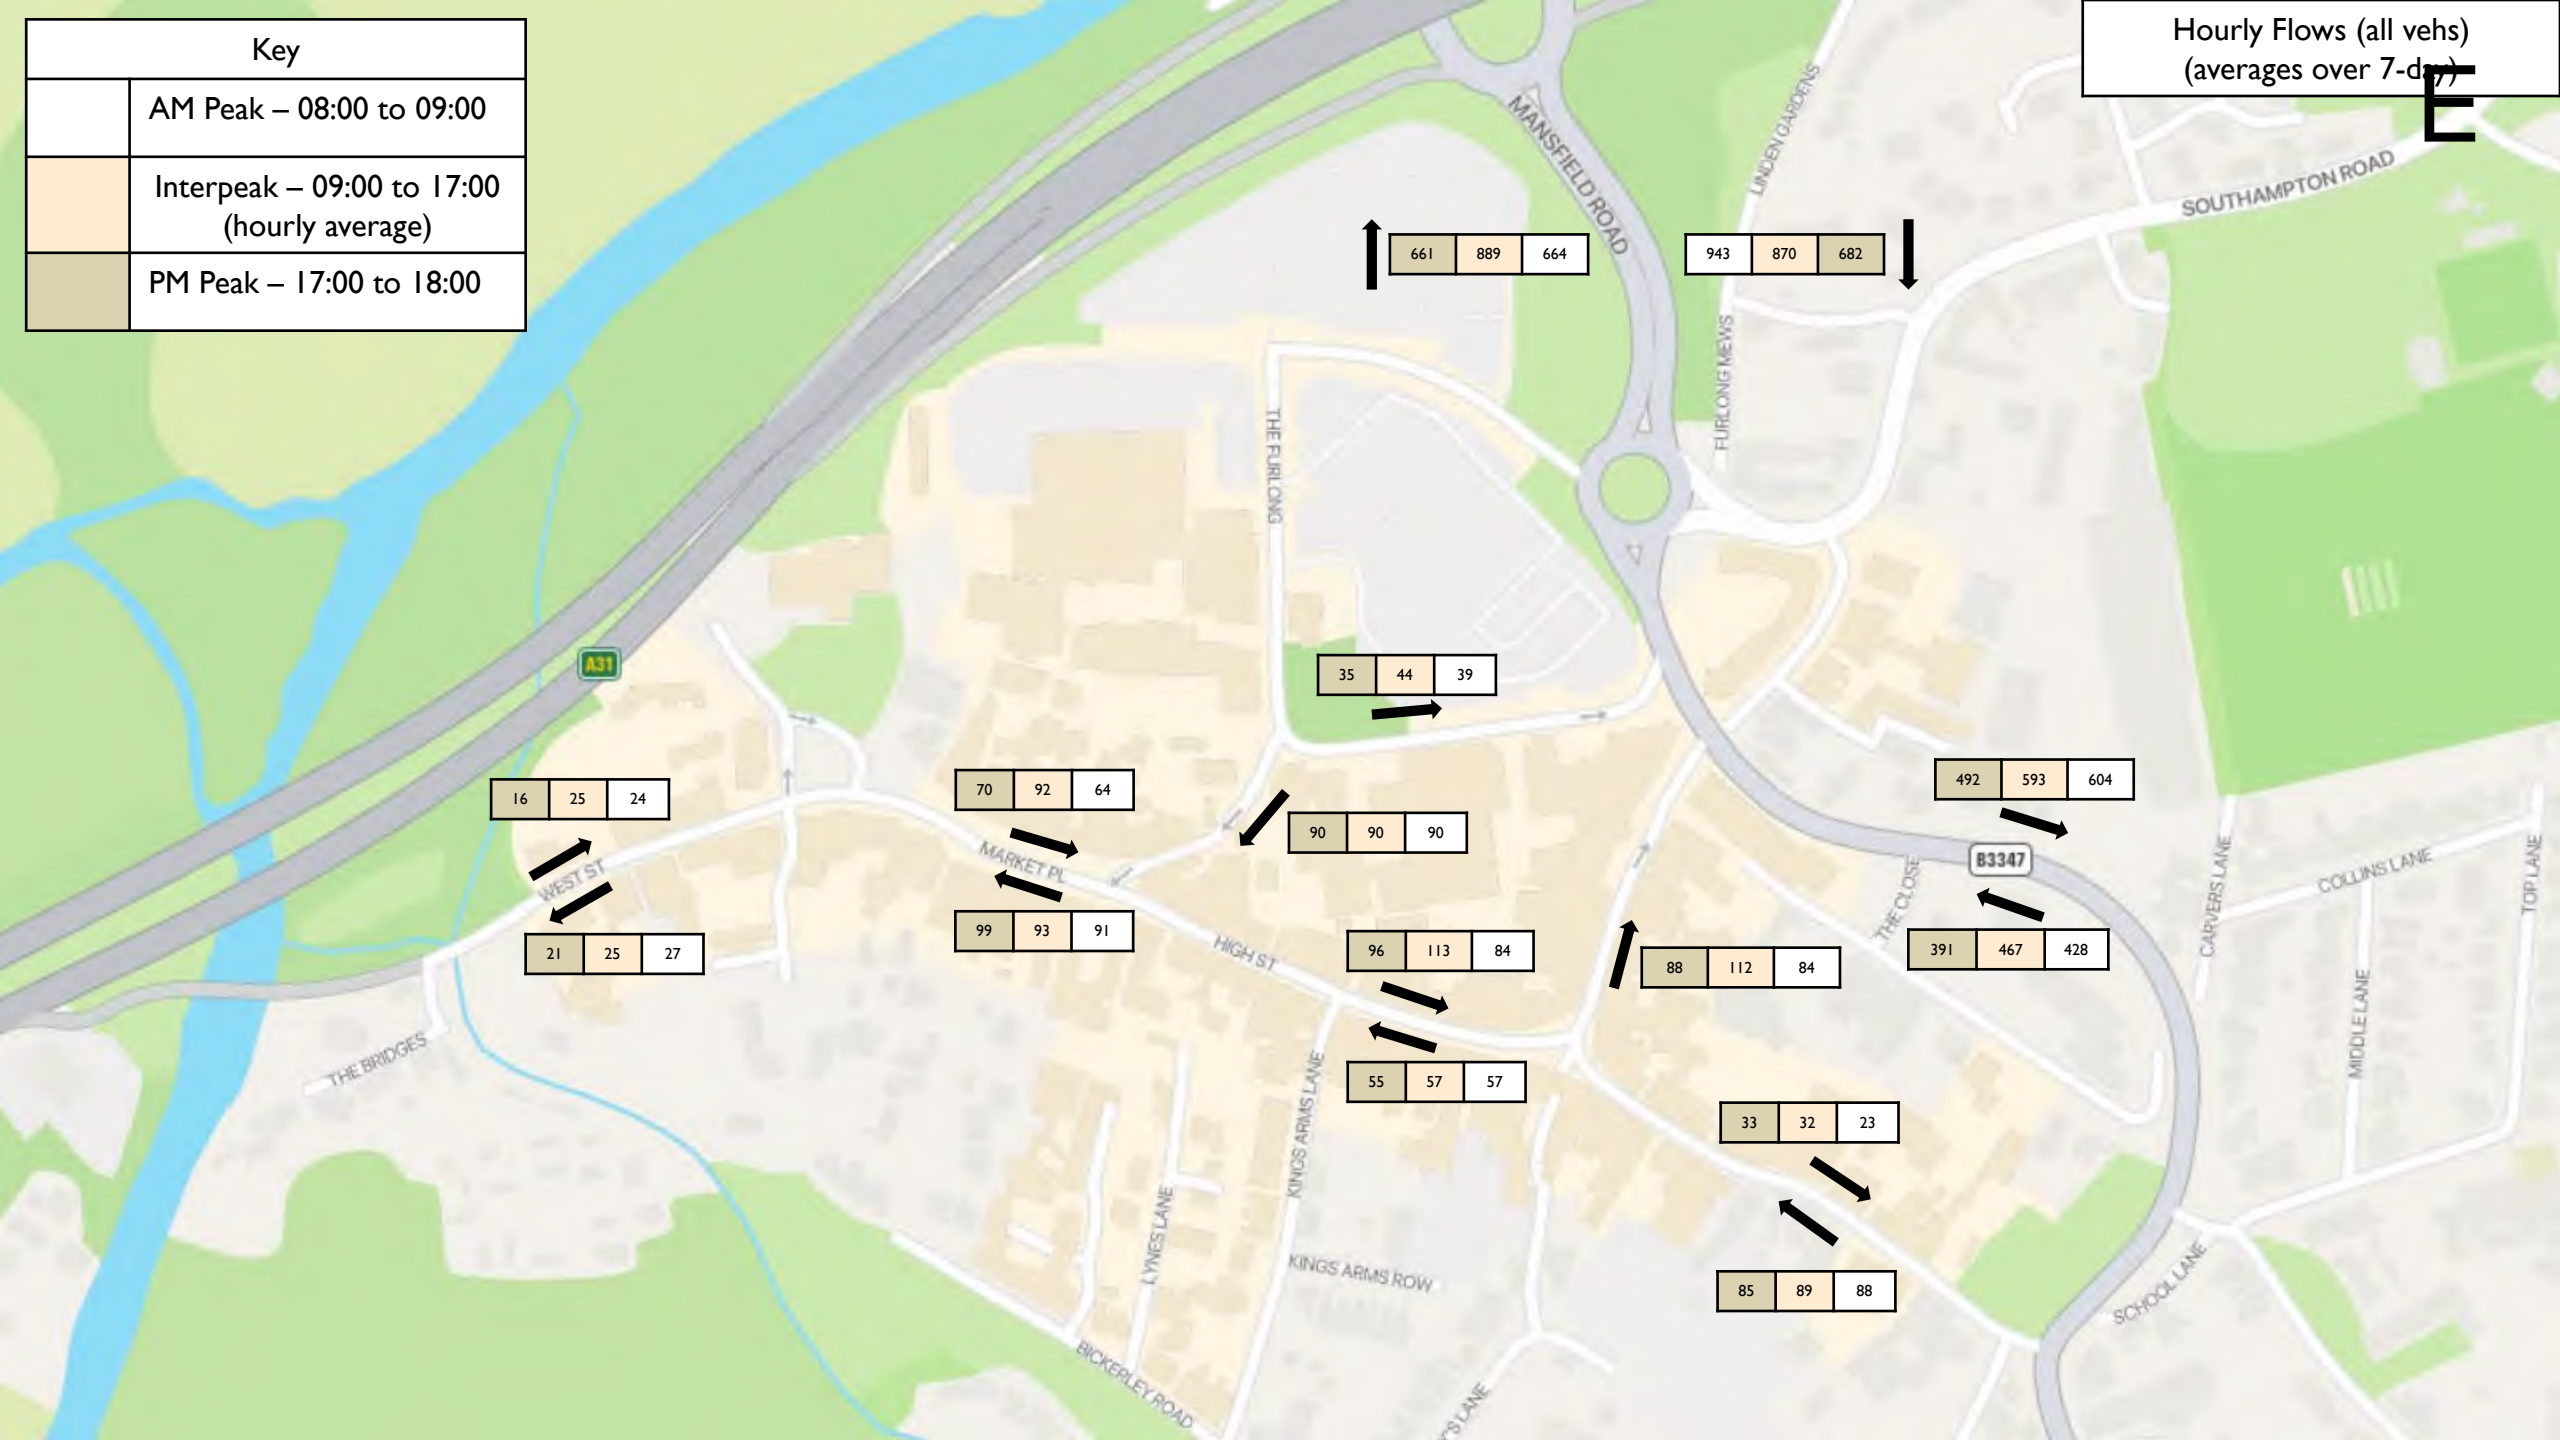 Key
AM Peak – 08:00 to 09:00
Interpeak – 09:00 to 17:00
(hourly average)
PM Peak – 17:00 to 18:00
Hourly Flows (all vehs)
(averages over 7-day)
E
MANSFIELD ROAD
LINDEN GARDENS
SOUTHAMPTON ROAD
661 889 664
943 870 682
FURLONG MEWS
THE FURLONG
A31
35 44 39
16 25 24
70 92 64
90 90 90
492 593 604
MARKET PL
WEST ST
B3347
THE CLOSE
CARVERS LANE
COLLINS LANE
TOP LANE
99 93 91
21 25 27
HIGH ST
96 113 84
88 112 84
391 467 428
MIDDLE LANE
THE BRIDGES
55 57 57
KINGS ARMS LANE
33 32 23
LYNES LANE
KINGS ARMS ROW
85 89 88
SCHOOL LANE
BICKERLEY ROAD
'S LANE